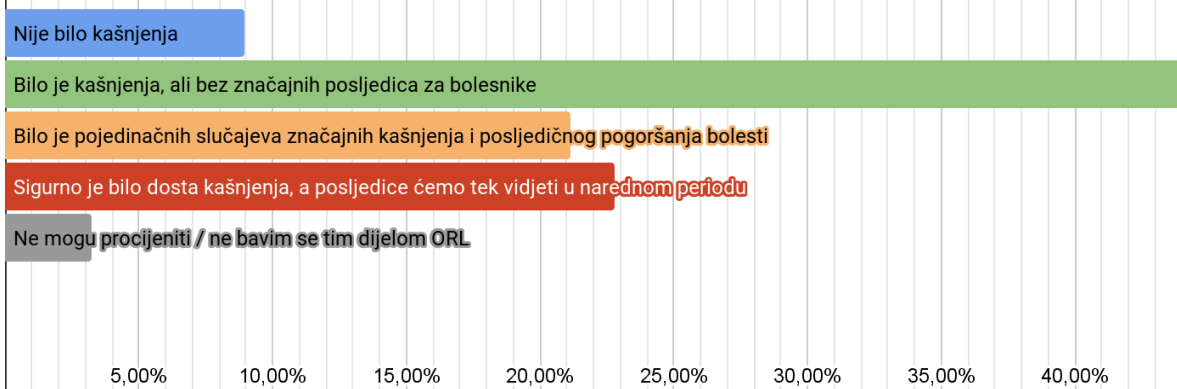 Nije bilo kašnjenja
Bilo je kašnjenja, ali bez značajnih posljedica za bolesnike
Bilo je pojedinačnih slučajeva značajnih kašnjenja i posljedičnog pogoršanja bolesti
Sigurno je bilo dosta kašnjenja, a posljedice ćemo tek vidjeti u narednom periodu
Ne mogu procijeniti / ne bavim se tim dijelom ORL
5,00% 10,00% 15,00% 20,00% 25,00% 30,00% 35,00% 40,00%